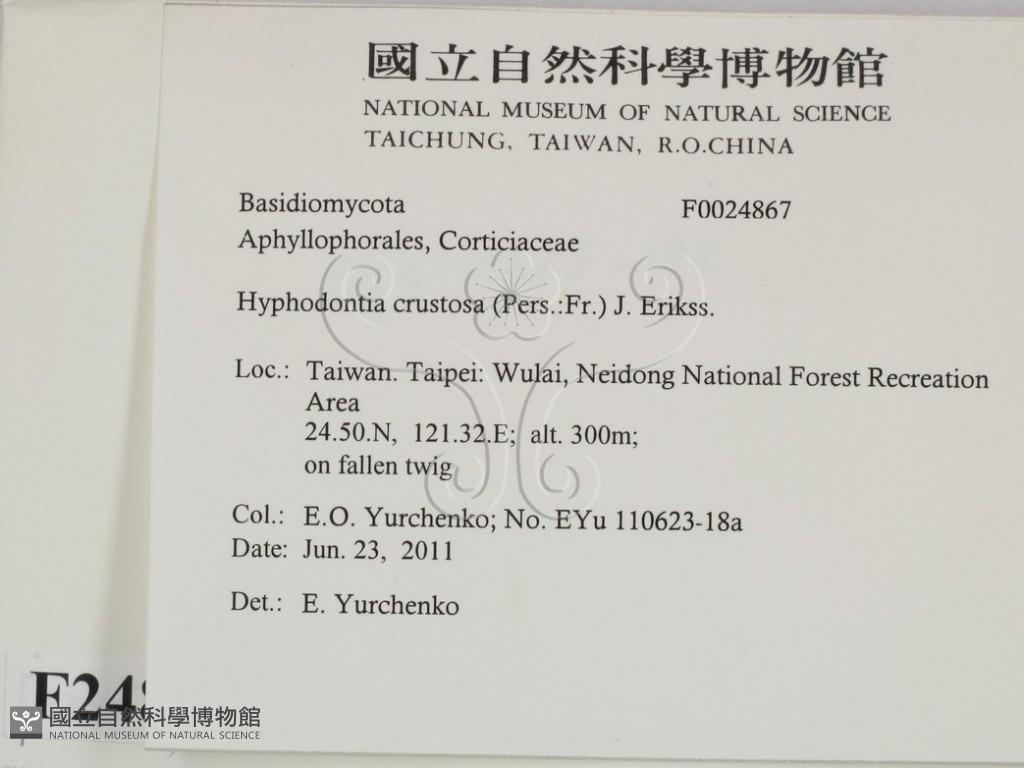 國立自然科學博物館
NATIONAL MUSEUM OF NATURAL SCIENCE
TAICHUNG, TAIWAN, R.O.CHINA
Basidiomycota F0024867
Aphyllophorales, Corticiaceae
Hyphodontia crustosa (Pers.:Fr.) J. Erikss.
Loc.: Taiwan. Taipei: Wulai, Neidong National Forest Recreation
Area
24.50.N, 121.32.E; alt. 300m;
on fallen twig
Col.: E.O. Yurchenko; No. EYu 110623-18a
Date: Jun. 23, 2011
Det.: E. Yurchenko
國立自然科學博物館
NATIONAL MUSEUM OF NATURAL SCIENCE